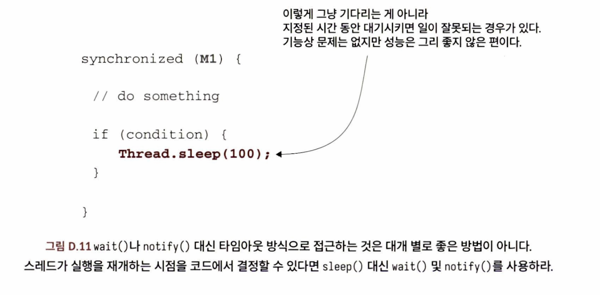 이렇게 그냥 기다리는 게 아니라
지정된 시간 동안 대기시키면 일이 잘못되는 경우가 있다.
기능상 문제는 없지만 성능은 그리 좋지 않은 편이다.
synchronized (M1) {
// do something
if (condition) {
Thread.sleep(100);
}
}
그림 D.11 wait()나 notify() 대신 타임아웃 방식으로 접근하는 것은 대개 별로 좋은 방법이 아니다.
스레드가 실행을 재개하는 시점을 코드에서 결정할 수 있다면 sleep() 대신 wait() 및 notify()를 사용하라.